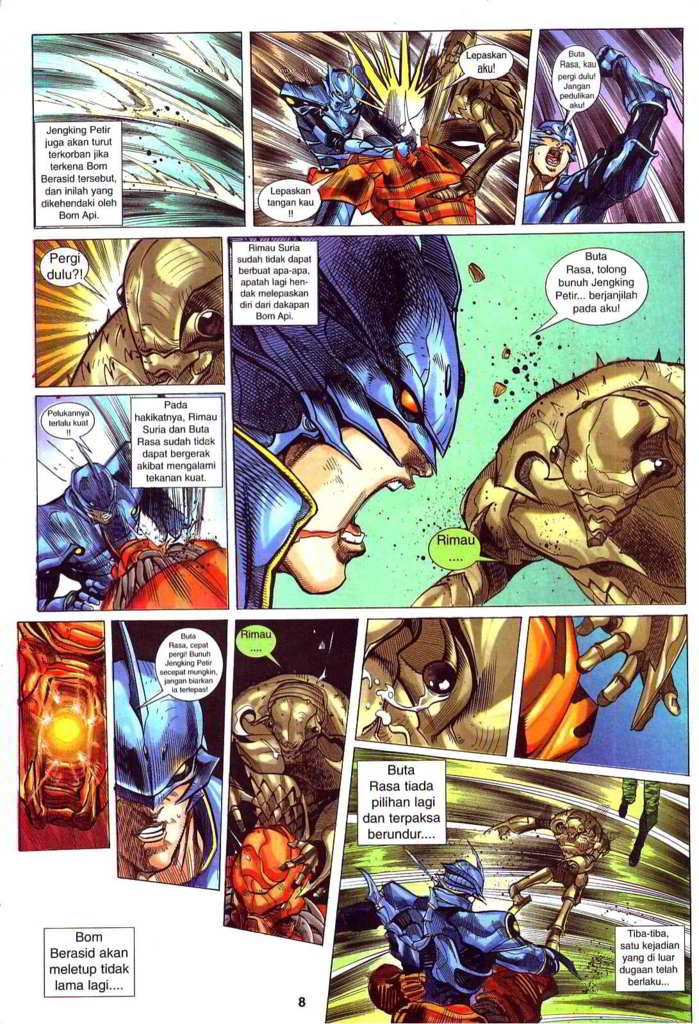 Jengking Petir
juga akan turut
terkorban jika
terkena Bom
Berasid tersebut,
dan inilah yang
dikehendaki oleh
Bom Api.
Lepaskan
aku!
Lepaskan
tangan kau
!!
Buta
Rasa, kau
pergi dulu!
Jangan
pedulikan
aku!
Pergi
dulu?!
Rimau Suria
sudah tidak dapat
berbuat apa-apa,
apatah lagi hen-
dak melepaskan
diri dari dakapan
Bom Api.
Buta
Rasa, tolong
bunuh Jengking
Petir... berjanjilah
pada aku!
Rimau
....
Pelukannya
terlalu kuat
!!
Pada
hakikatnya, Rimau
Suria dan Buta
Rasa sudah tidak
dapat bergerak
akibat mengalami
tekanan kuat.
Buta
Rasa, cepat
pergi! Bunuh
Jengking Petir
secepat mungkin,
jangan biarkan
ia terlepas!
Rimau
....
Buta
Rasa tiada
pilihan lagi
dan terpaksa
berundur....
Tiba-tiba,
satu kejadian
yang di luar
dugaan telah
berlaku...
Bom
Berasid akan
meletup tidak
lama lagi....
8